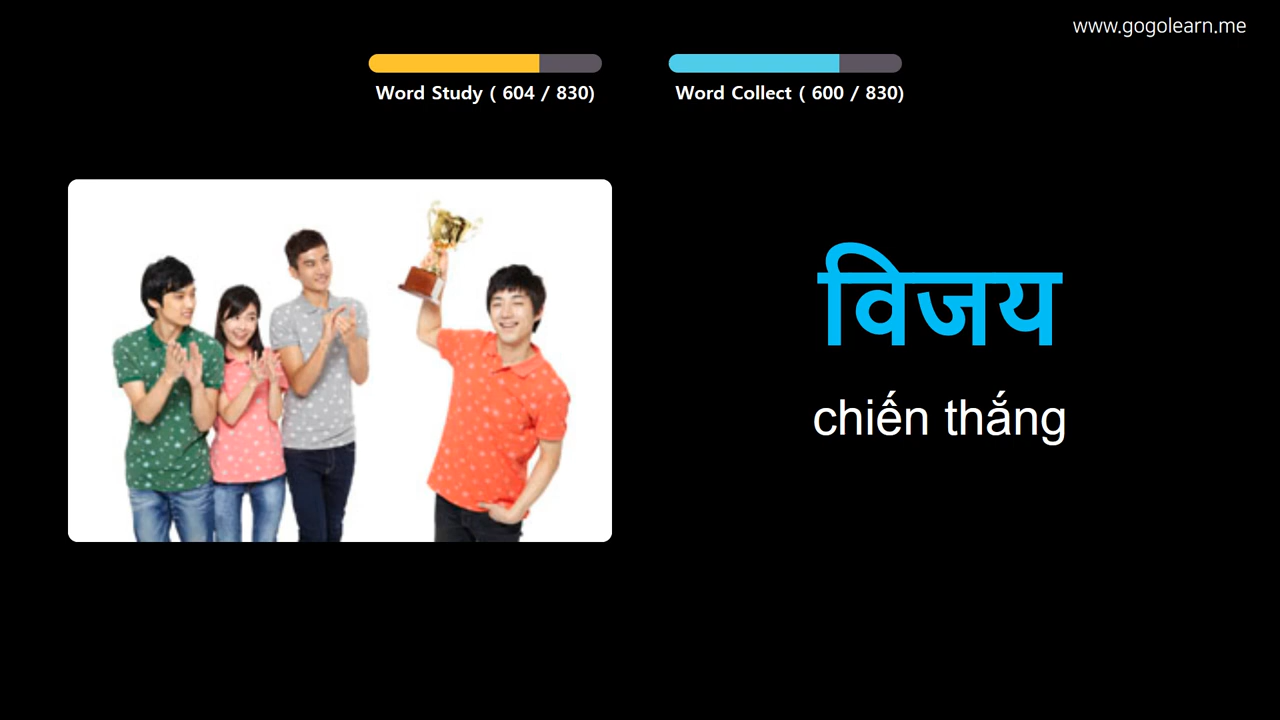 www.gogolearn.me
Word Study ( 604 / 830)
Word Collect ( 600 / 830)
विजय
chiến thắng